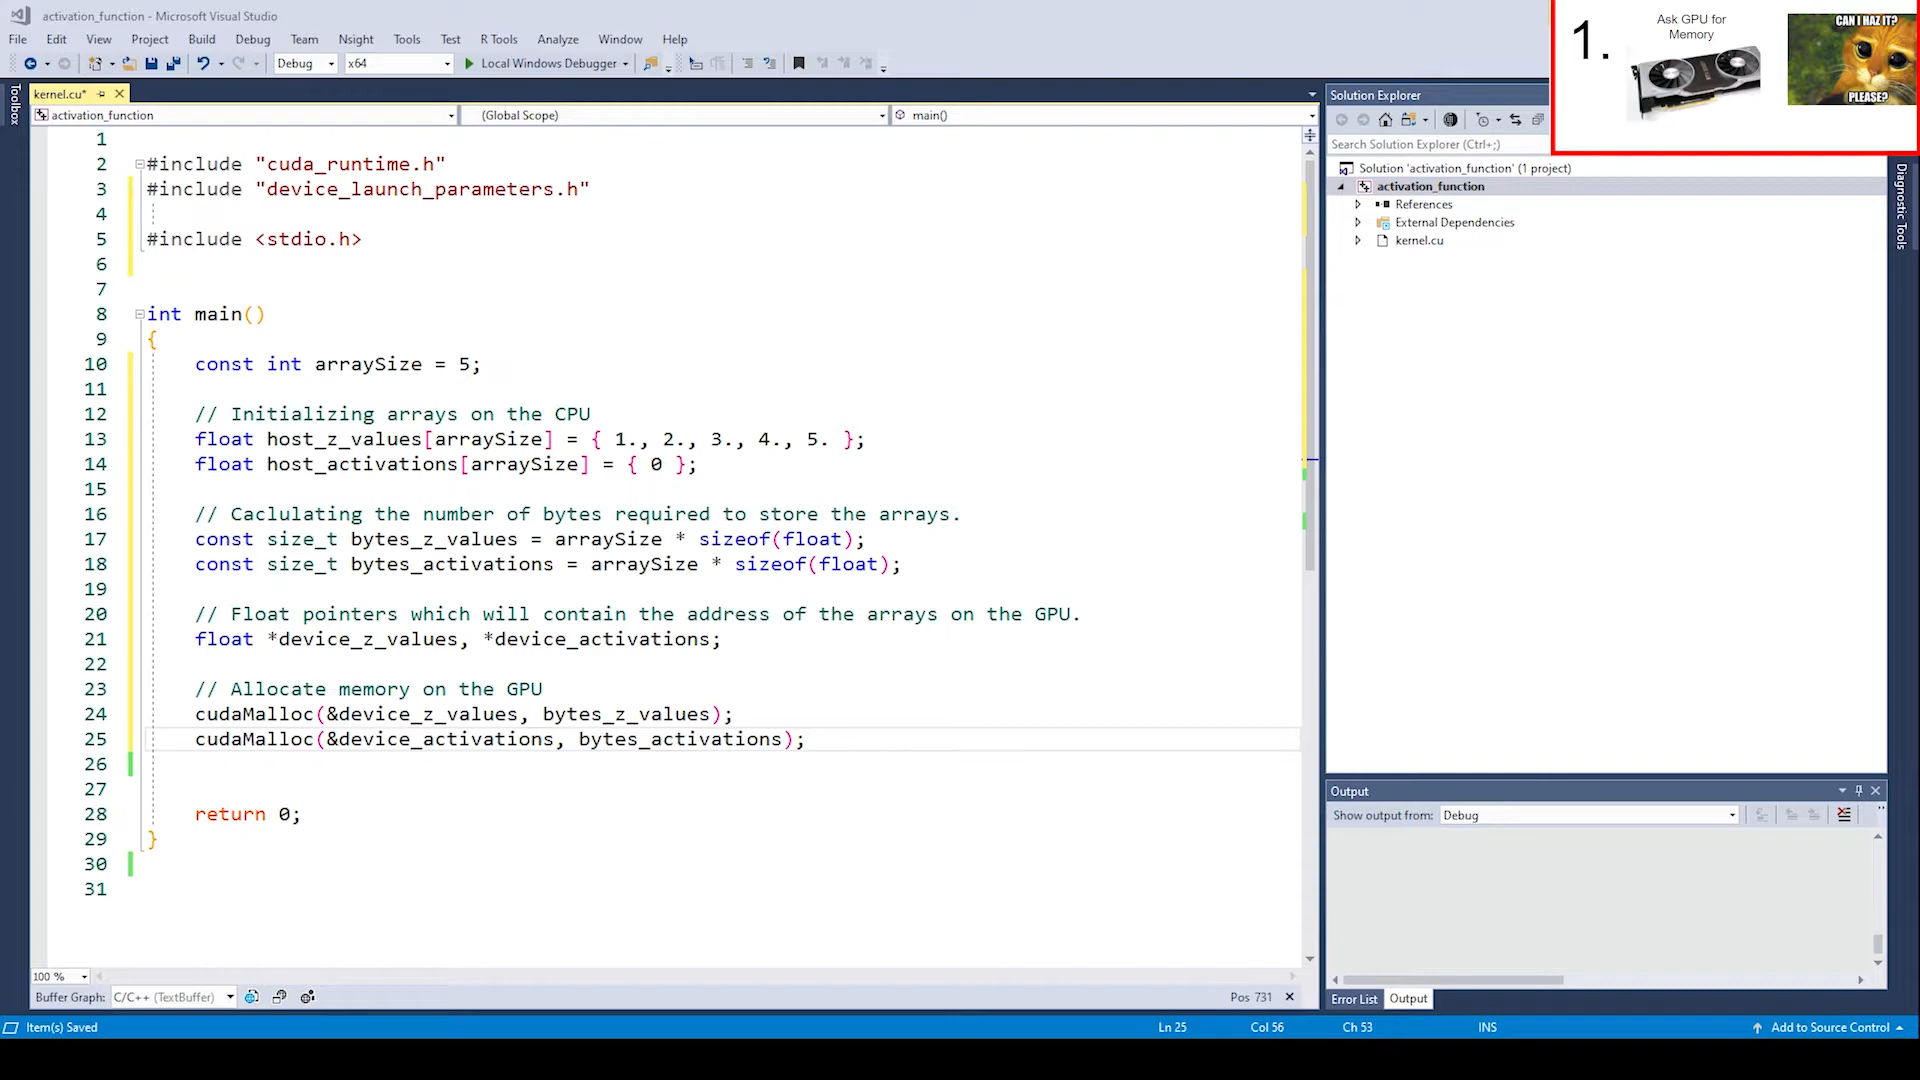 activation_function - Microsoft Visual Studio
File Edit View Project Build Debug Team Nsight Tools Test R Tools Analyze Window Help
Debug x64 Local Windows Debugger
1. Ask GPU for
Memory
CAN I HAZ IT?
PLEASE?
Toolbox
kernel.cu*
activation_function (Global Scope) main()
1
2 #include "cuda_runtime.h"
3 #include "device_launch_parameters.h"
4
5 #include <stdio.h>
6
7
8 int main()
9 {
10 const int arraySize = 5;
11
12 // Initializing arrays on the CPU
13 float host_z_values[arraySize] = { 1., 2., 3., 4., 5. };
14 float host_activations[arraySize] = { 0 };
15
16 // Caclulating the number of bytes required to store the arrays.
17 const size_t bytes_z_values = arraySize * sizeof(float);
18 const size_t bytes_activations = arraySize * sizeof(float);
19
20 // Float pointers which will contain the address of the arrays on the GPU.
21 float *device_z_values, *device_activations;
22
23 // Allocate memory on the GPU
24 cudaMalloc(&device_z_values, bytes_z_values);
25 cudaMalloc(&device_activations, bytes_activations);
26
27
28 return 0;
29 }
30
31
100 %
Buffer Graph: C/C++ (TextBuffer) Pos 731
Solution Explorer
Search Solution Explorer (Ctrl+;)
Solution 'activation_function' (1 project)
activation_function
References
External Dependencies
kernel.cu
Diagnostic Tools
Output
Show output from: Debug
Error List Output
Item(s) Saved Ln 25 Col 56 Ch 53 INS Add to Source Control